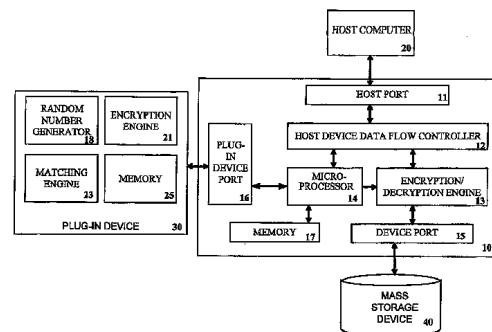 HOST COMPUTER
20
HOST PORT
11
HOST DEVICE DATA FLOW CONTROLLER
12
RANDOM
NUMBER
GENERATOR
18
ENCRYPTION
ENGINE
21
MATCHING
ENGINE
23
MEMORY
25
PLUG-IN DEVICE
30
PLUG-
IN
DEVICE
PORT
16
MICRO-
PROCESSOR
14
ENCRYPTION/
DECRYPTION ENGINE
13
MEMORY
17
DEVICE PORT
15
10
MASS
STORAGE
DEVICE
40